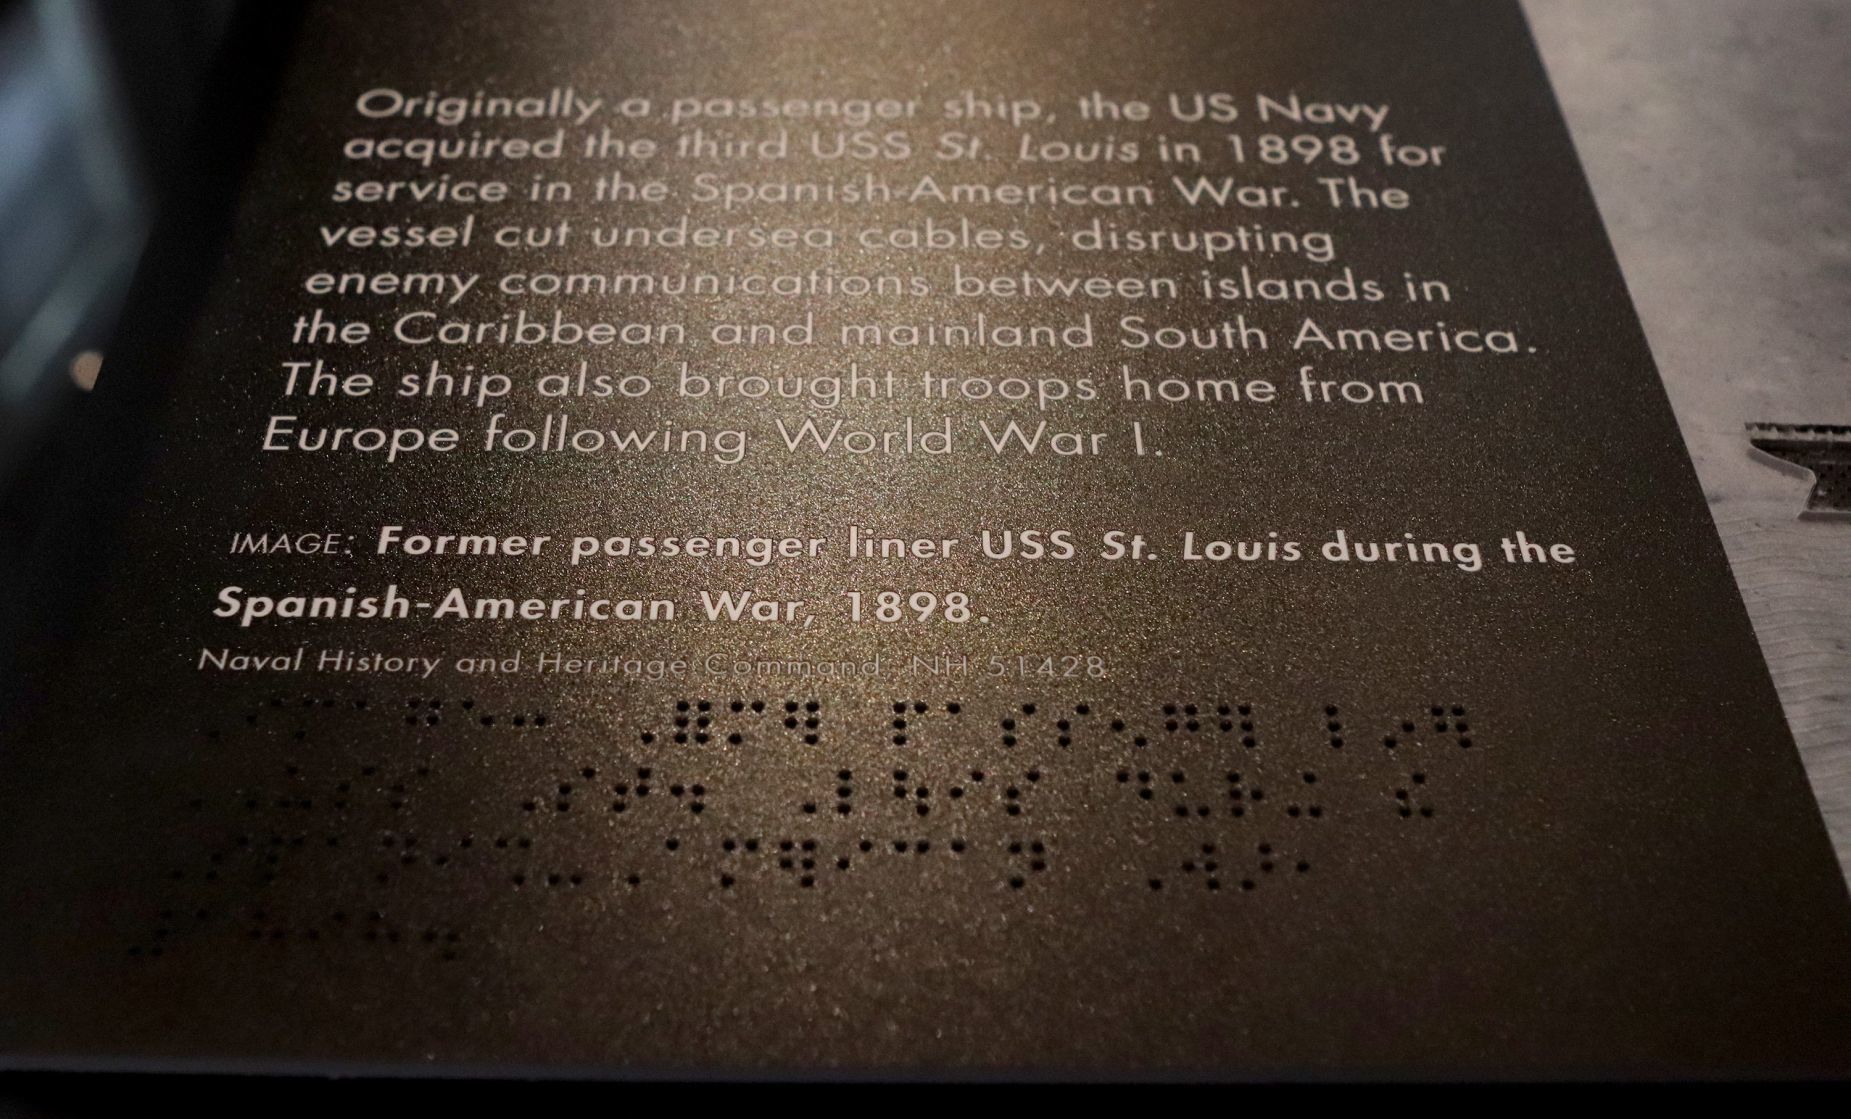 Originally a passenger ship, the US Navy
acquired the third USS St. Louis in 1898 for
service in the Spanish-American War. The
vessel cut undersea cables, disrupting
enemy communications between islands in
the Caribbean and mainland South America.
The ship also brought troops home from
Europe following World War I.
IMAGE: Former passenger liner USS St. Louis during the
Spanish-American War, 1898.
Naval History and Heritage Command, NH 51428